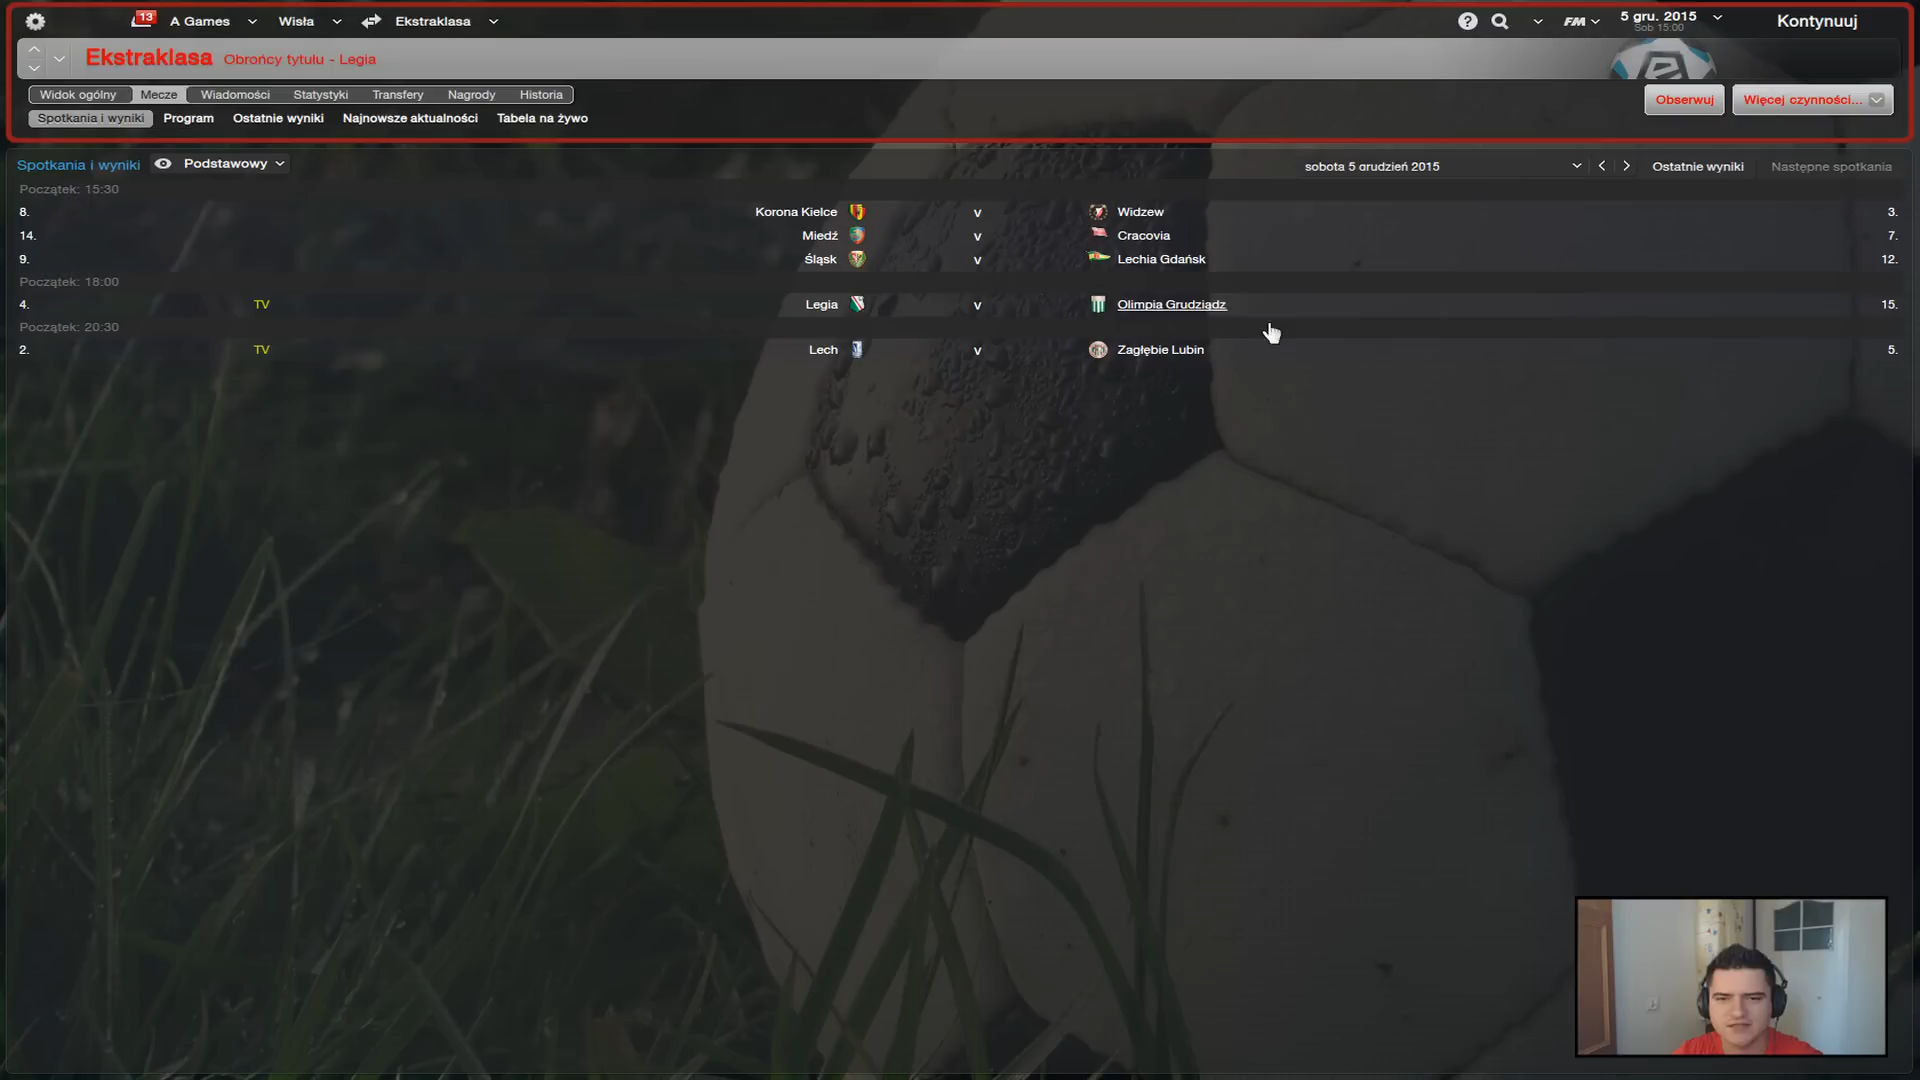 13 A Games Wisła Ekstraklasa ? FM 5 gru. 2015 Kontynuuj
Sob 15:00
Ekstraklasa Obrońcy tytułu - Legia
Widok ogólny Mecze Wiadomości Statystyki Transfery Nagrody Historia
Obserwuj Więcej czynności...
Spotkania i wyniki Program Ostatnie wyniki Najnowsze aktualności Tabela na żywo
Spotkania i wyniki Podstawowy sobota 5 grudzień 2015 Ostatnie wyniki Następne spotkania
Początek: 15:30
8. Korona Kielce v Widzew 3.
14. Miedź v Cracovia 7.
9. Śląsk v Lechia Gdańsk 12.
Początek: 18:00
4. TV Legia v Olimpia Grudziądz 15.
Początek: 20:30
2. TV Lech v Zagłębie Lubin 5.